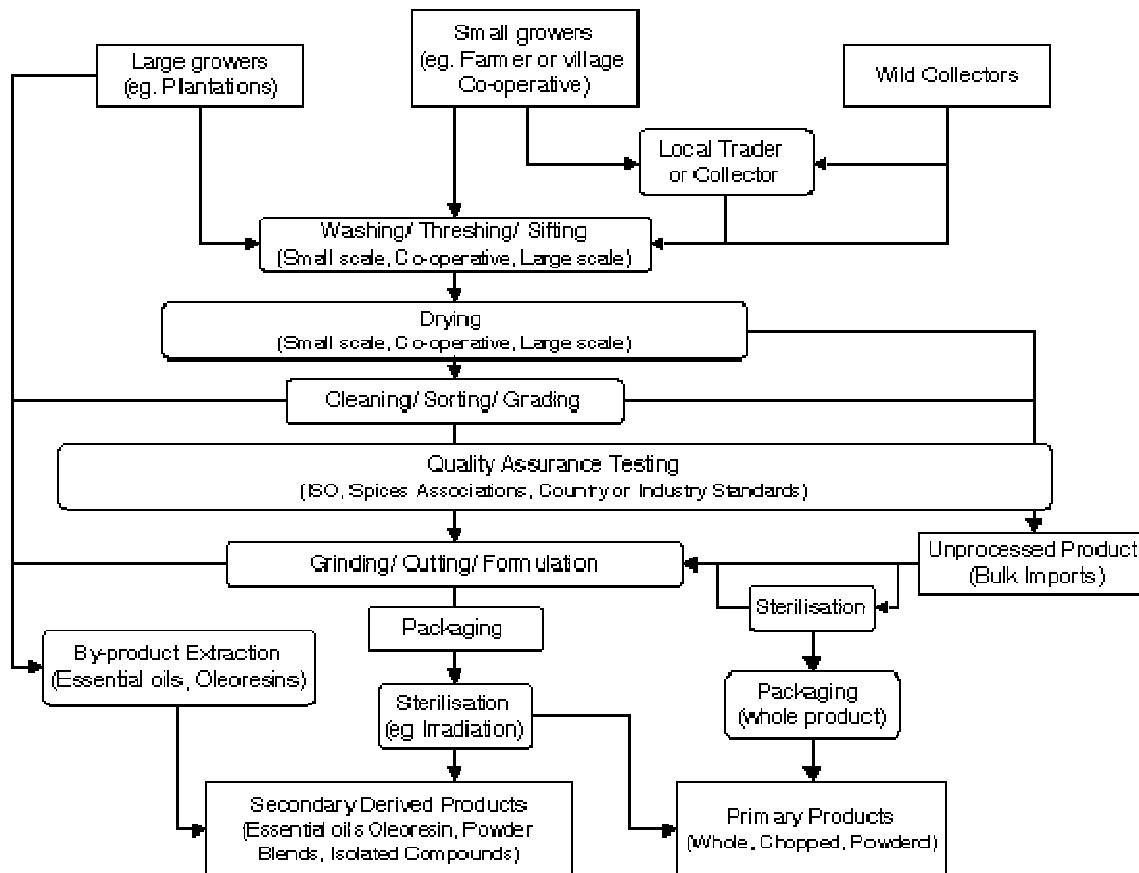 Small growers
(eg. Farmer or village
Co-operative)
Large growers
(eg. Plantations)
Wild Collectors
Local Trader
or Collector
Washing/ Threshing/ Sifting
(Small scale, Co-operative, Large scale)
Drying
(Small scale, Co-operative, Large scale)
Cleaning/ Sorting/ Grading
Quality Assurance Testing
(ISO, Spices Associations, Country or Industry Standards)
Grinding/ Cutting/ Formulation
Unprocessed Product
(Bulk Imports)
Sterilisation
Packaging
By-product Extraction
(Essential oils, Oleoresins)
Sterilisation
(eg Irradiation)
Packaging
(whole product)
Secondary Derived Products
(Essential oils Oleoresin, Powder
Blends, Isolated Compounds)
Primary Products
(Whole, Chopped, Powderd)